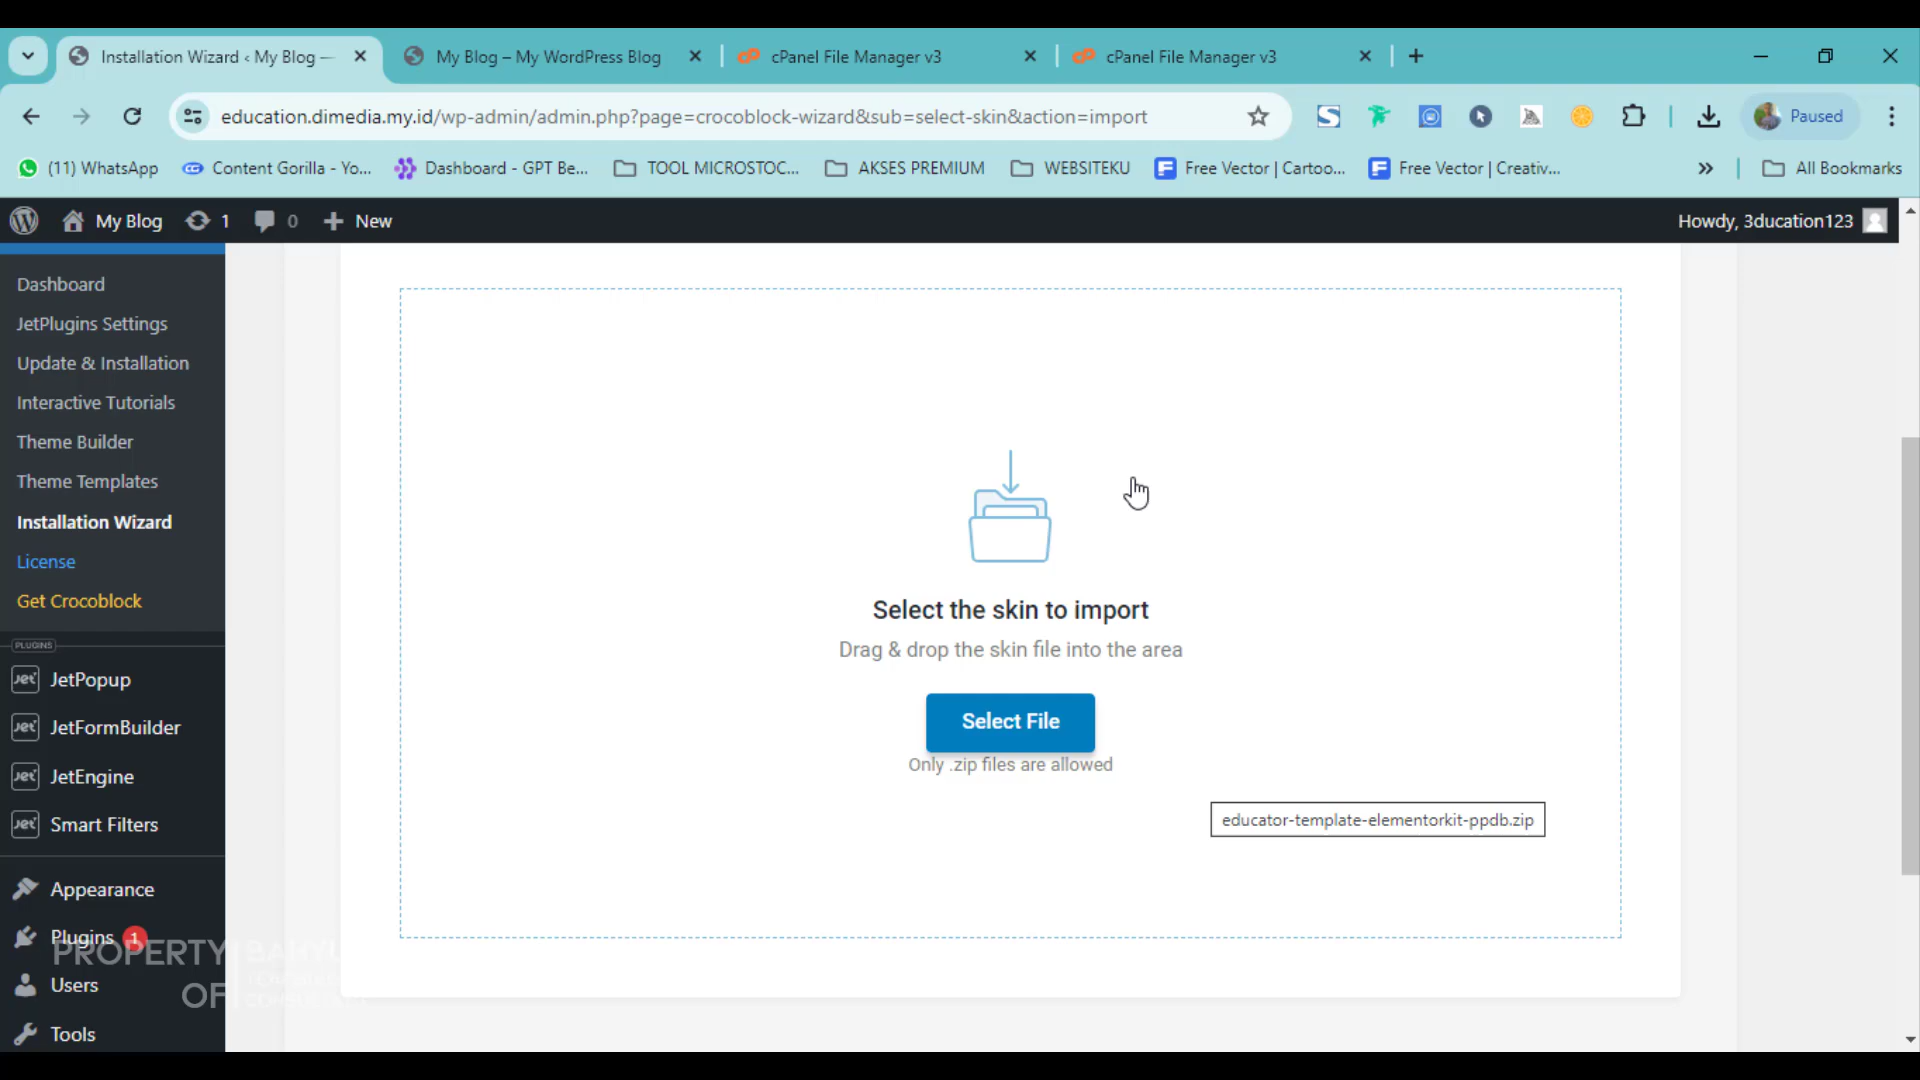 Installation Wizard ‹ My Blog —
My Blog – My WordPress Blog
cPanel File Manager v3
cPanel File Manager v3
education.dimedia.my.id/wp-admin/admin.php?page=crocoblock-wizard&sub=select-skin&action=import
Paused
(11) WhatsApp
Content Gorilla - Yo...
Dashboard - GPT Be...
TOOL MICROSTOC...
AKSES PREMIUM
WEBSITEKU
Free Vector | Cartoo...
Free Vector | Creativ...
All Bookmarks
My Blog
1
0
New
Howdy, 3ducation123
Dashboard
JetPlugins Settings
Update & Installation
Interactive Tutorials
Theme Builder
Theme Templates
Installation Wizard
License
Get Crocoblock
PLUGINS
Jet JetPopup
Jet JetFormBuilder
Jet JetEngine
Jet Smart Filters
Appearance
Plugins 1
Users
Tools
Select the skin to import
Drag & drop the skin file into the area
Select File
Only .zip files are allowed
educator-template-elementorkit-ppdb.zip
PROPERTY
OF